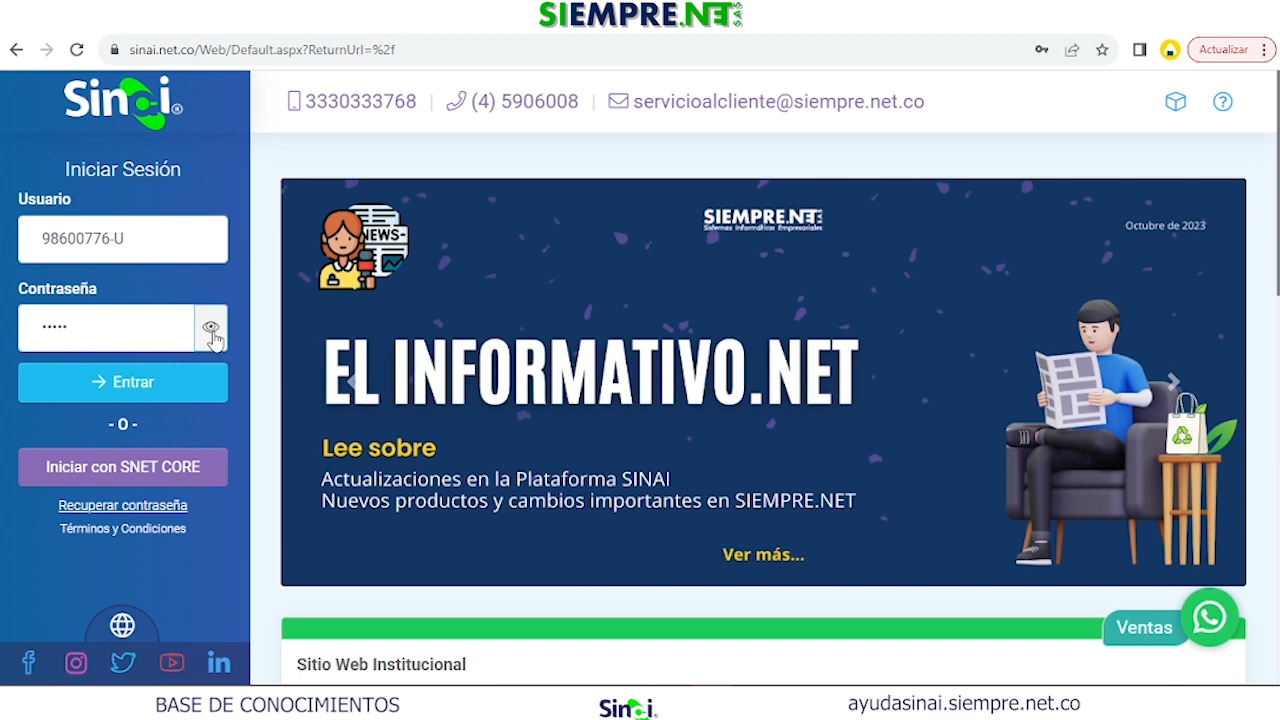 SIEMPRE.NET S.A.S
sinai.net.co/Web/Default.aspx?ReturnUrl=%2f
Actualizar
Sinai®
3330333768 | (4) 5906008 | servicioalcliente@siempre.net.co
Iniciar Sesión
Usuario
98600776-U
Contraseña
•••••
Entrar
- O -
Iniciar con SNET CORE
Recuperar contraseña
Términos y Condiciones
NEWS-
SIEMPRE.NET S.A.S
Sistemas Informáticos Empresariales
Octubre de 2023
EL INFORMATIVO.NET
Lee sobre
Actualizaciones en la Plataforma SINAI
Nuevos productos y cambios importantes en SIEMPRE.NET
Ver más...
Ventas
Sitio Web Institucional
BASE DE CONOCIMIENTOS
Sinai®
ayudasinai.siempre.net.co